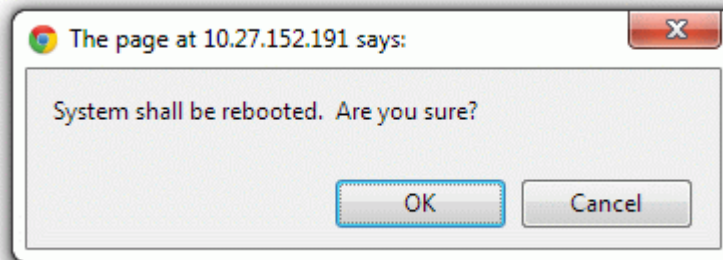 The page at 10.27.152.191 says:
System shall be rebooted.  Are you sure?
OK
Cancel